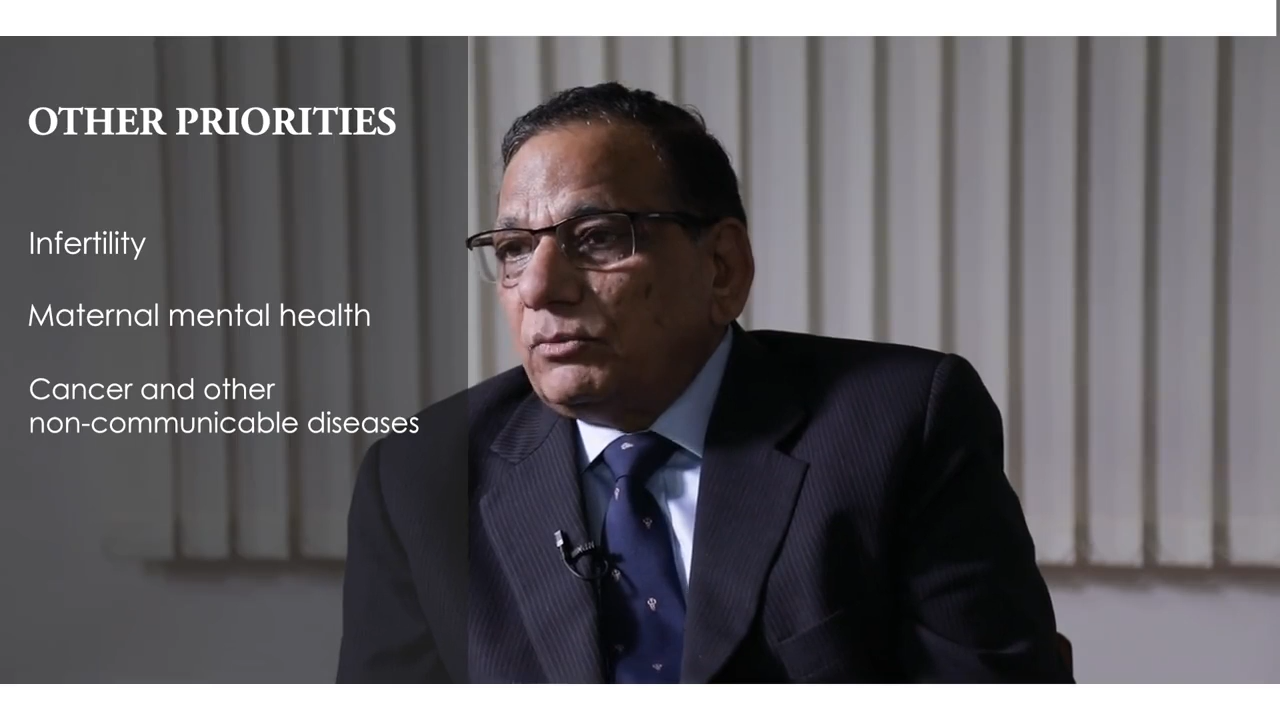 OTHER PRIORITIES
Infertility
Maternal mental health
Cancer and other
non-communicable diseases